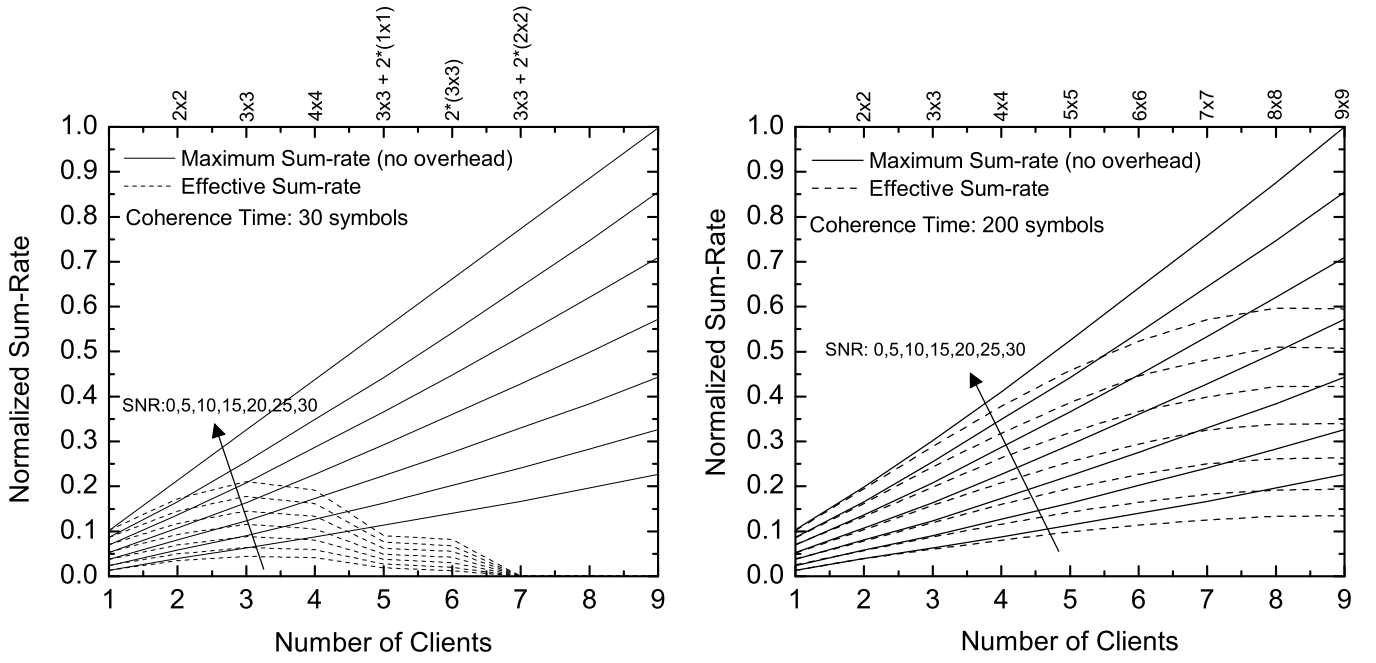 2x2
3x3
4x4
3x3 + 2*(1x1)
2*(3x3)
3x3 + 2*(2x2)
1.0
0.9
0.8
0.7
0.6
0.5
0.4
0.3
0.2
0.1
0.0
Normalized Sum-Rate
Maximum Sum-rate (no overhead)
Effective Sum-rate
Coherence Time: 30 symbols
SNR:0,5,10,15,20,25,30
1 2 3 4 5 6 7 8 9
Number of Clients
2x2
3x3
4x4
5x5
6x6
7x7
8x8
9x9
1.0
0.9
0.8
0.7
0.6
0.5
0.4
0.3
0.2
0.1
0.0
Normalized Sum-Rate
Maximum Sum-rate (no overhead)
Effective Sum-rate
Coherence Time: 200 symbols
SNR: 0,5,10,15,20,25,30
1 2 3 4 5 6 7 8 9
Number of Clients